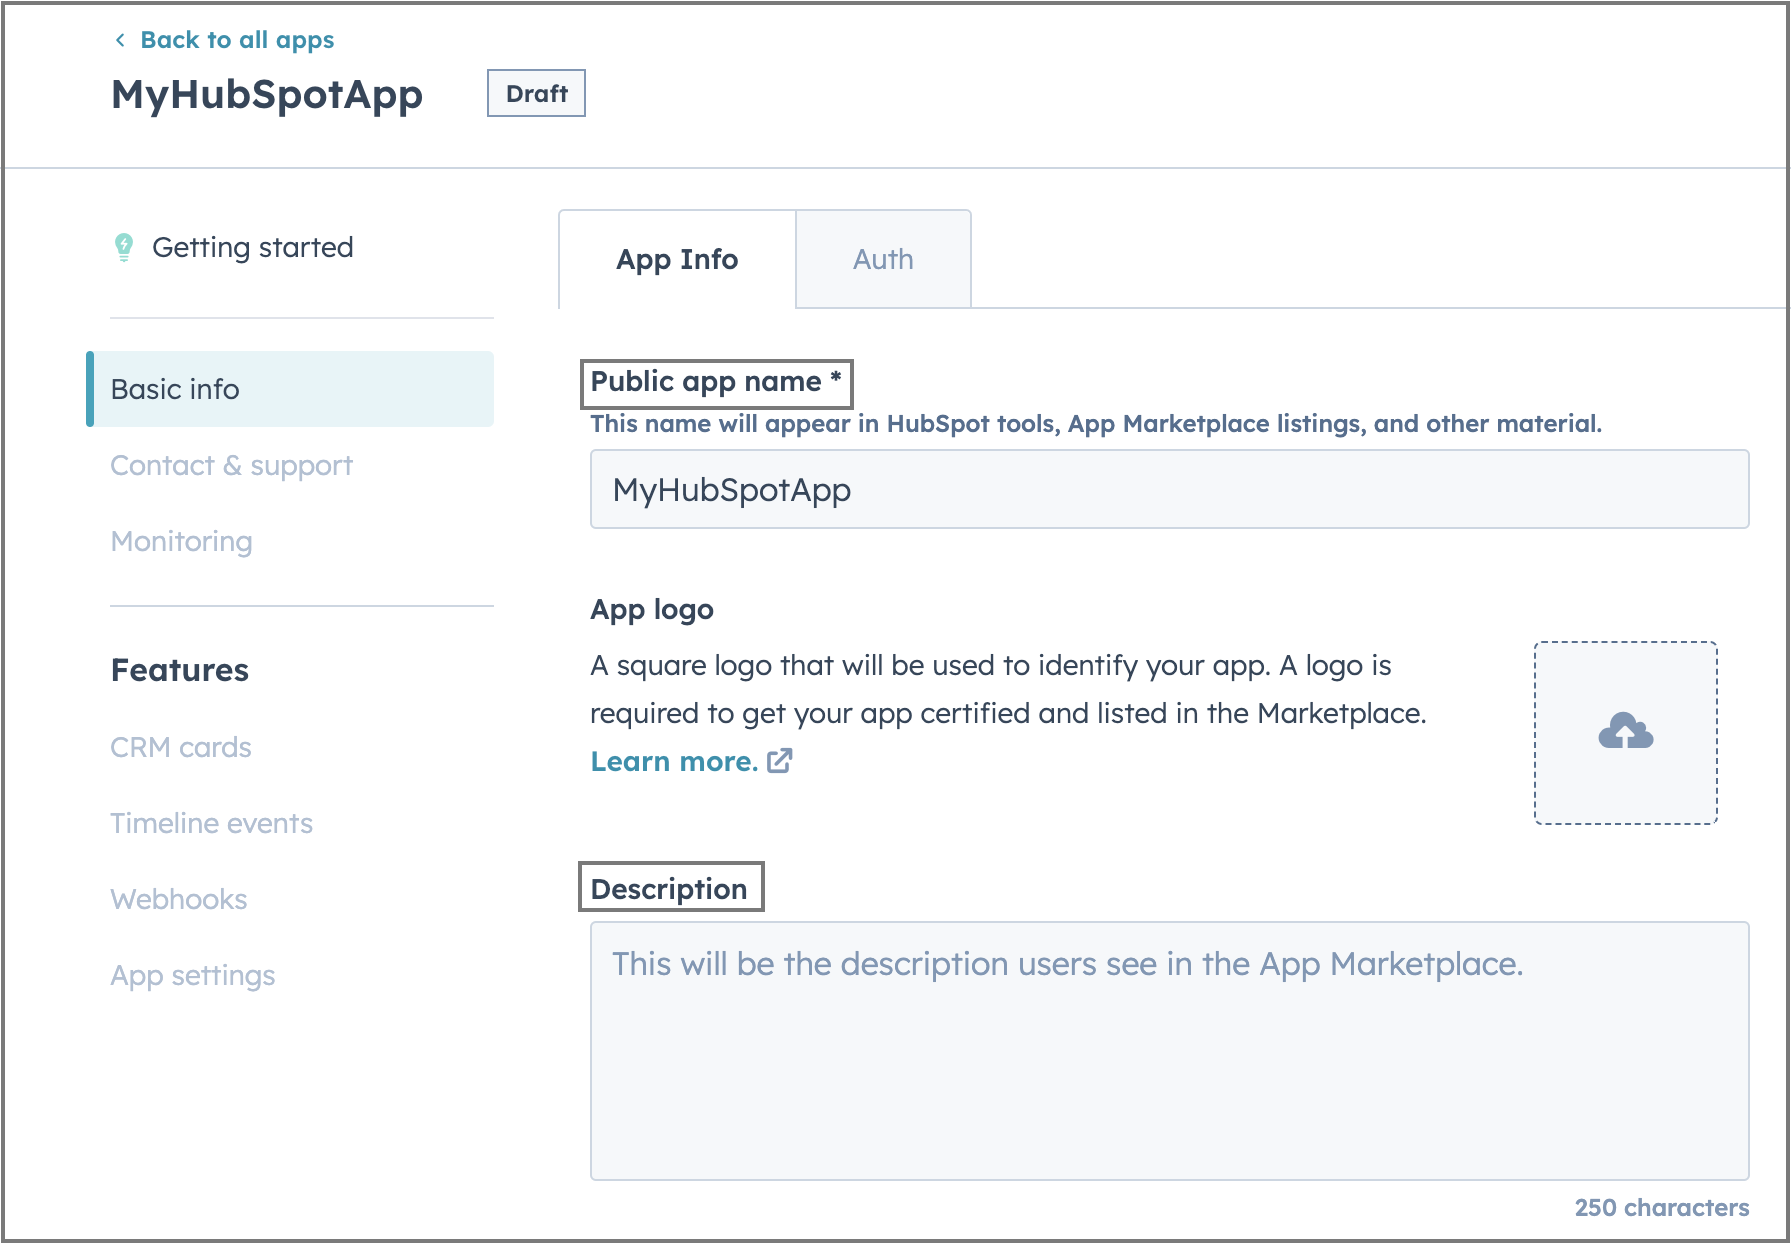 Back to all apps
MyHubSpotApp
Draft
Getting started
Basic info
Contact & support
Monitoring
Features
CRM cards
Timeline events
Webhooks
App settings
App Info
Auth
Public app name *
This name will appear in HubSpot tools, App Marketplace listings, and other material.
MyHubSpotApp
App logo
A square logo that will be used to identify your app. A logo is
required to get your app certified and listed in the Marketplace.
Learn more.
Description
This will be the description users see in the App Marketplace.
250 characters